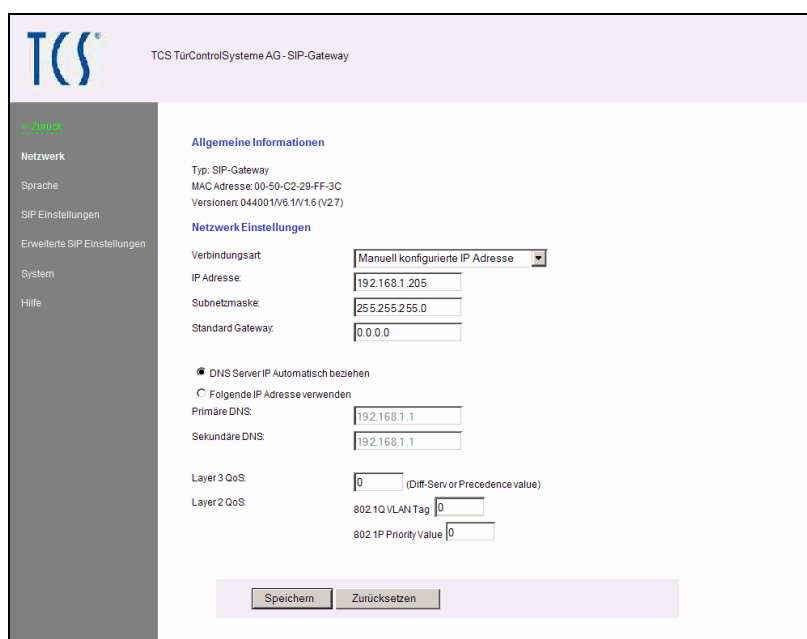 TCS®
TCS TürControlSysteme AG - SIP-Gateway
<- Zurück
Netzwerk
Sprache
SIP Einstellungen
Erweiterte SIP Einstellungen
System
Hilfe
Allgemeine Informationen
Typ: SIP-Gateway
MAC Adresse: 00-50-C2-29-FF-3C
Versionen: 044001/V6.1/V1.6 (V2.7)
Netzwerk Einstellungen
Verbindungsart: Manuell konfigurierte IP Adresse
IP Adresse: 192.168.1.205
Subnetzmaske: 255.255.255.0
Standard Gateway: 0.0.0.0
DNS Server IP Automatisch beziehen
Folgende IP Adresse verwenden
Primäre DNS: 192.168.1.1
Sekundäre DNS: 192.168.1.1
Layer 3 QoS: 0 (Diff-Serv or Precedence value)
Layer 2 QoS: 802.1Q VLAN Tag 0
802.1P Priority Value 0
Speichern Zurücksetzen